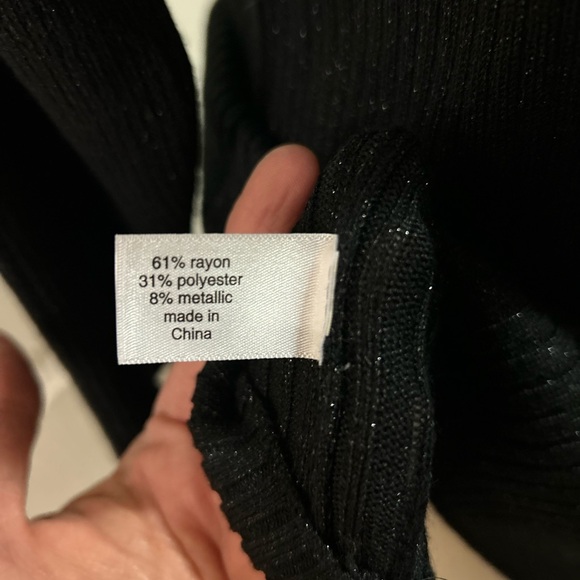 61% rayon
31% polyester
8% metallic
made in
China